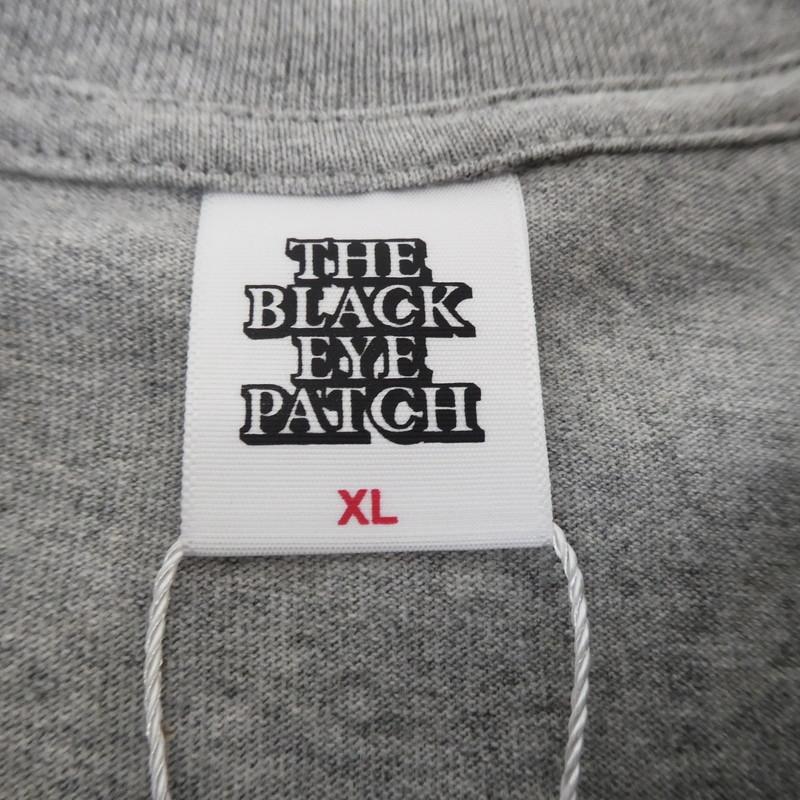 THE
BLACK
EYE
PATCH
XL